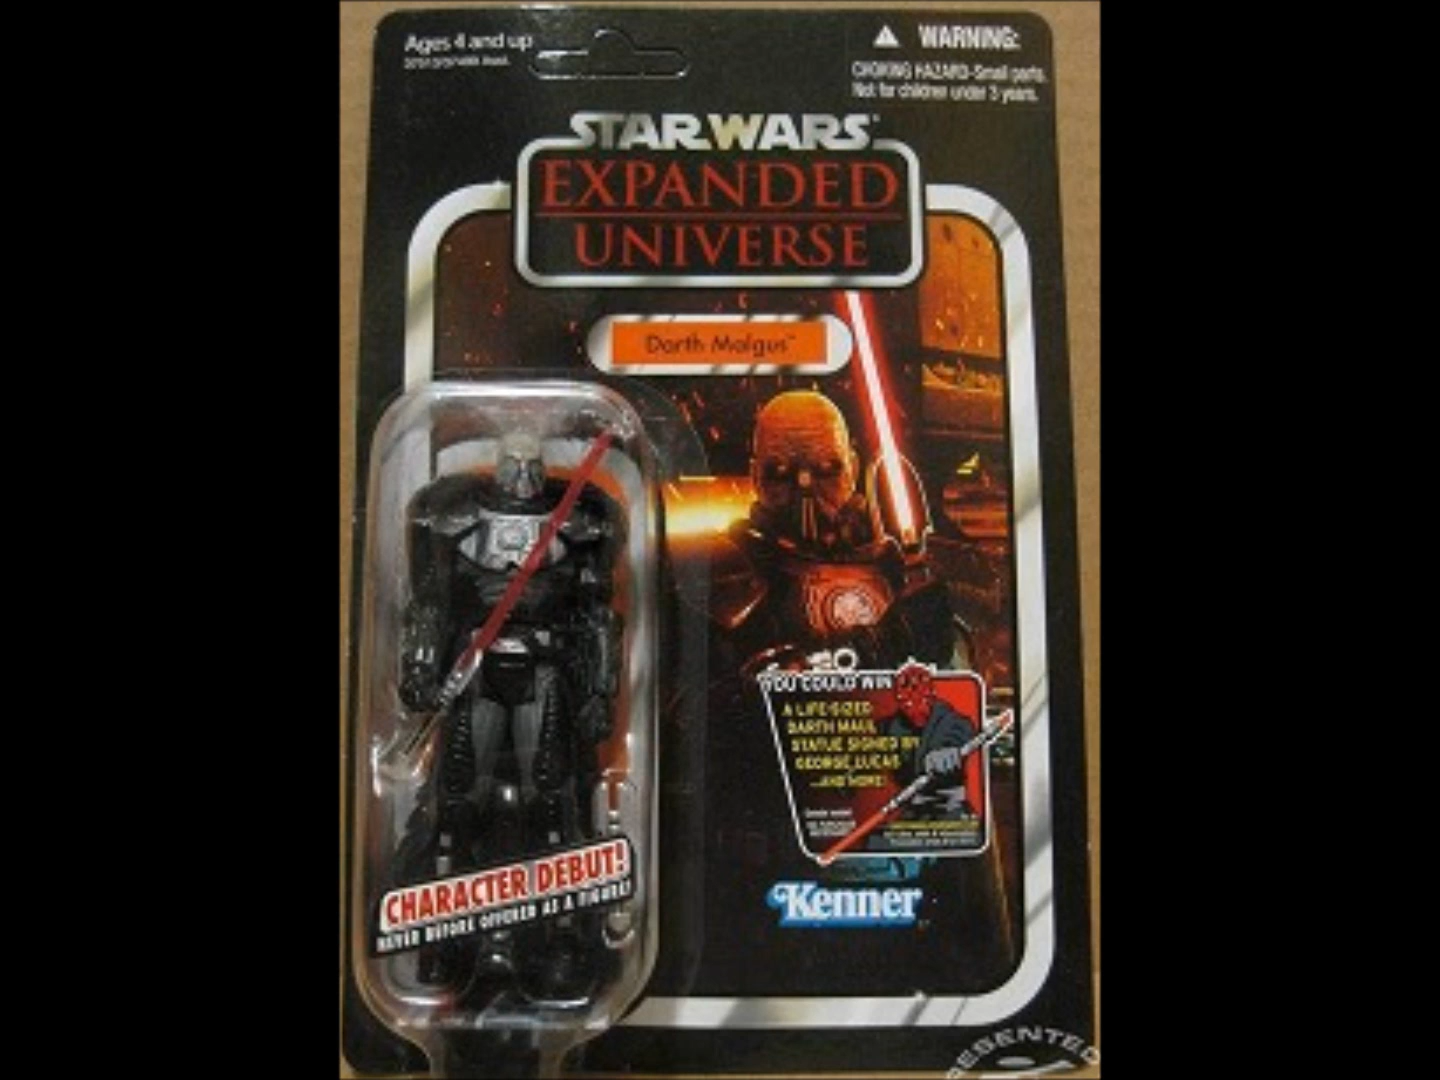 Ages 4 and up
WARNING:
CHOKING HAZARD-Small parts.
Not for children under 3 years.
STAR WARS
EXPANDED
UNIVERSE
Darth Malgus™
YOU COULD WIN
A LIFE-SIZED
DARTH MAUL
STATUE SIGNED BY
GEORGE LUCAS
...AND MORE!
CHARACTER DEBUT!
NEVER BEFORE OFFERED AS A FIGURE!
Kenner
ESENTED